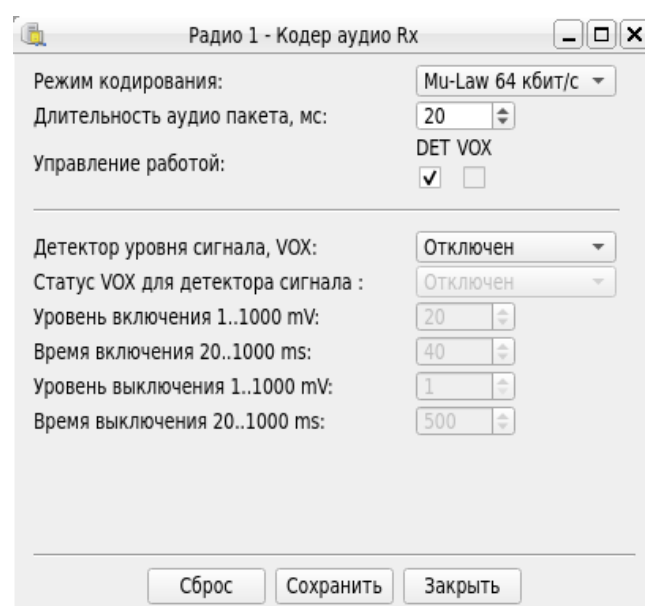 Радио 1 - Кодер аудио Rx
Режим кодирования: Mu-Law 64 кбит/с
Длительность аудио пакета, мс: 20
DET VOX
Управление работой:
Детектор уровня сигнала, VOX: Отключен
Статус VOX для детектора сигнала : Отключен
Уровень включения 1..1000 mV: 20
Время включения 20..1000 ms: 40
Уровень выключения 1..1000 mV: 1
Время выключения 20..1000 ms: 500
Сброс Сохранить Закрыть